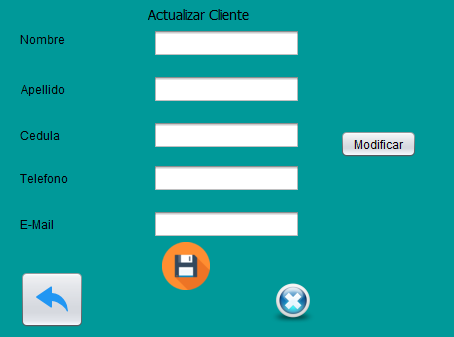 Actualizar Cliente
Nombre
Apellido
Cedula
Modificar
Telefono
E-Mail